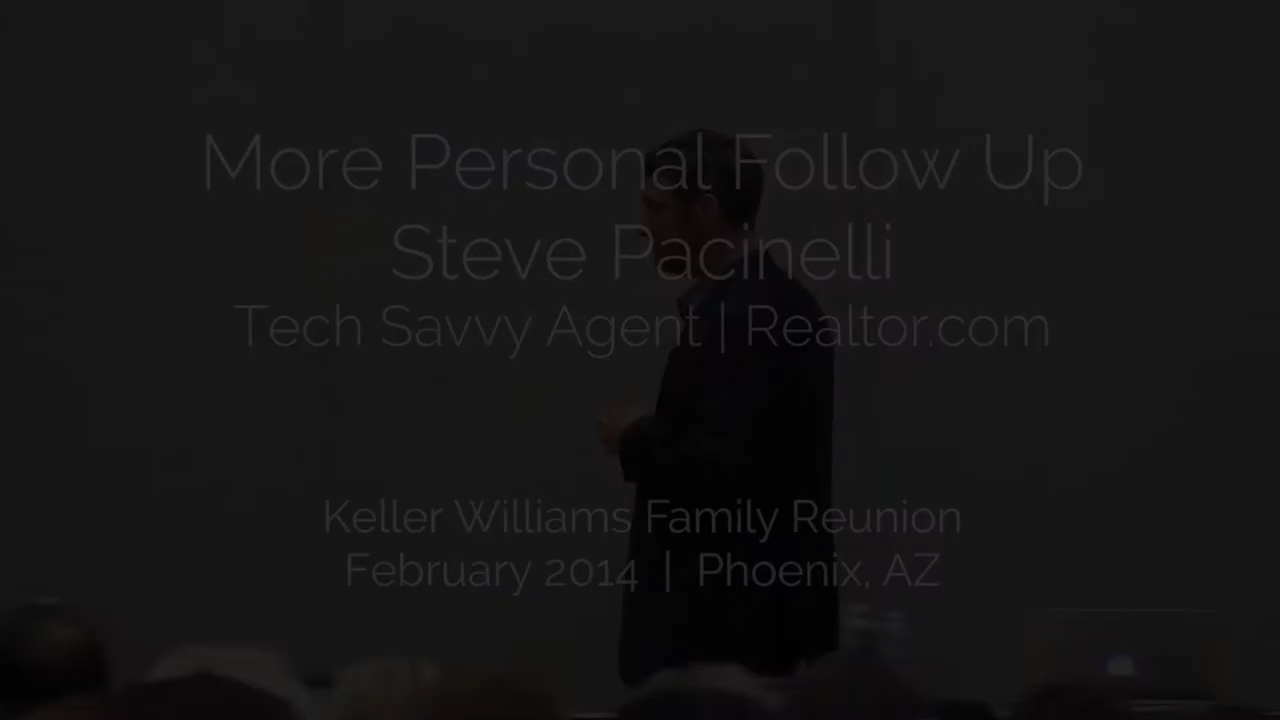 More Personal Follow Up
Steve Pacinelli
Tech Savvy Agent | Realtor.com
Keller Williams Family Reunion
February 2014 | Phoenix, AZ